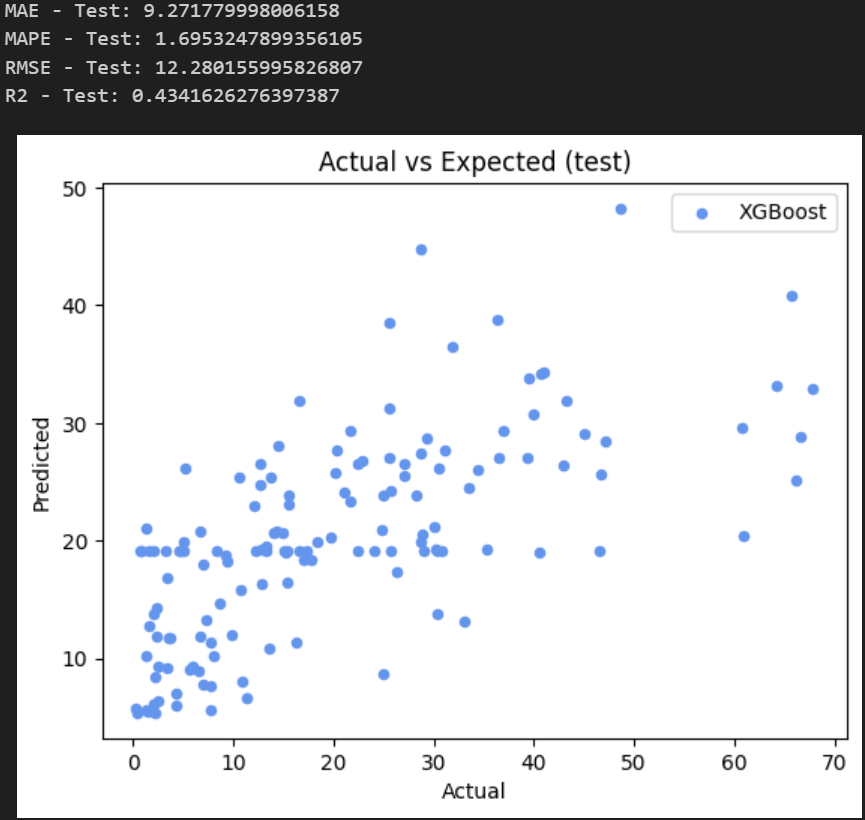 MAE - Test: 9.271779998006158
MAPE - Test: 1.6953247899356105
RMSE - Test: 12.280155995826807
R2 - Test: 0.4341626276397387
Actual vs Expected (test)
XGBoost
50
40
30
20
10
Predicted
0 10 20 30 40 50 60 70
Actual